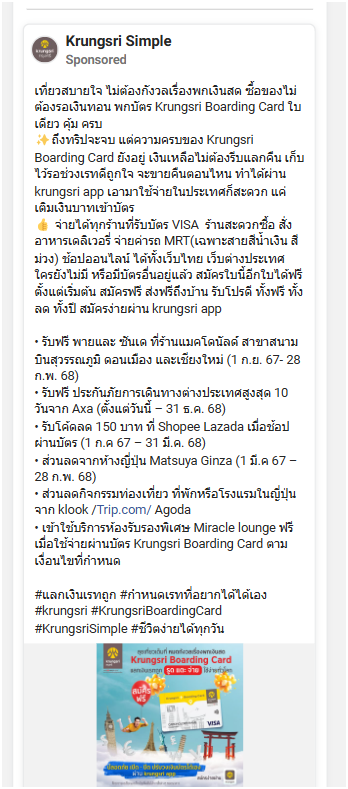 Krungsri Simple
Sponsored
เที่ยวสบายใจ ไม่ต้องกังวลเรื่องพกเงินสด ซื้อของไม่
ต้องรอเงินทอน พกบัตร Krungsri Boarding Card ใบ
เดียว คุ้ม ครบ
✨ ถึงทริปจะจบ แต่ความครบของ Krungsri
Boarding Card ยังอยู่ เงินเหลือไม่ต้องรีบแลกคืน เก็บ
ไว้รอช่วงเรทดีถูกใจ จะขายคืนตอนไหน ทำได้ผ่าน
krungsri app เอามาใช้จ่ายในประเทศก็สะดวก แค่
เติมเงินบาทเข้าบัตร
👍 จ่ายได้ทุกร้านที่รับบัตร VISA ร้านสะดวกซื้อ สั่ง
อาหารเดลิเวอรี่ จ่ายค่ารถ MRT(เฉพาะสายสีน้ำเงิน สี
ม่วง) ช้อปออนไลน์ ได้ทั้งเว็บไทย เว็บต่างประเทศ
ใครยังไม่มี หรือมีบัตรอื่นอยู่แล้ว สมัครใบนี้อีกใบได้ฟรี
ตั้งแต่เริ่มต้น สมัครฟรี ส่งฟรีถึงบ้าน รับโปรดี ทั้งฟรี ทั้ง
ลด ทั้งปี สมัครง่ายผ่าน krungsri app
• รับฟรี พายและ ซันเด ที่ร้านแมคโดนัลด์ สาขาสนาม
บินสุวรรณภูมิ ดอนเมือง และเชียงใหม่ (1 ก.ย. 67- 28
ก.พ. 68)
• รับฟรี ประกันภัยการเดินทางต่างประเทศสูงสุด 10
วันจาก Axa (ตั้งแต่วันนี้ – 31 ธ.ค. 68)
• รับโค้ดลด 150 บาท ที่ Shopee Lazada เมื่อช้อป
ผ่านบัตร (1 ก.ค 67 – 31 มี.ค. 68)
• ส่วนลดจากห้างญี่ปุ่น Matsuya Ginza (1 มี.ค 67 –
28 ก.พ. 68)
• ส่วนลดกิจกรรมท่องเที่ยว ที่พักหรือโรงแรมในญี่ปุ่น
จาก klook /Trip.com/ Agoda
• เข้าใช้บริการห้องรับรองพิเศษ Miracle lounge ฟรี
เมื่อใช้จ่ายผ่านบัตร Krungsri Boarding Card ตาม
เงื่อนไขที่กำหนด
#แลกเงินเรทถูก #กำหนดเรทที่อยากได้ได้เอง
#krungsri #KrungsriBoardingCard
#KrungsriSimple #ชีวิตง่ายได้ทุกวัน
krungsri
Krungsri Boarding Card
แลกเงินเรทถูก รูด แตะ จ่าย
สมัคร
ฟรี
VISA
ผ่าน krungsri app